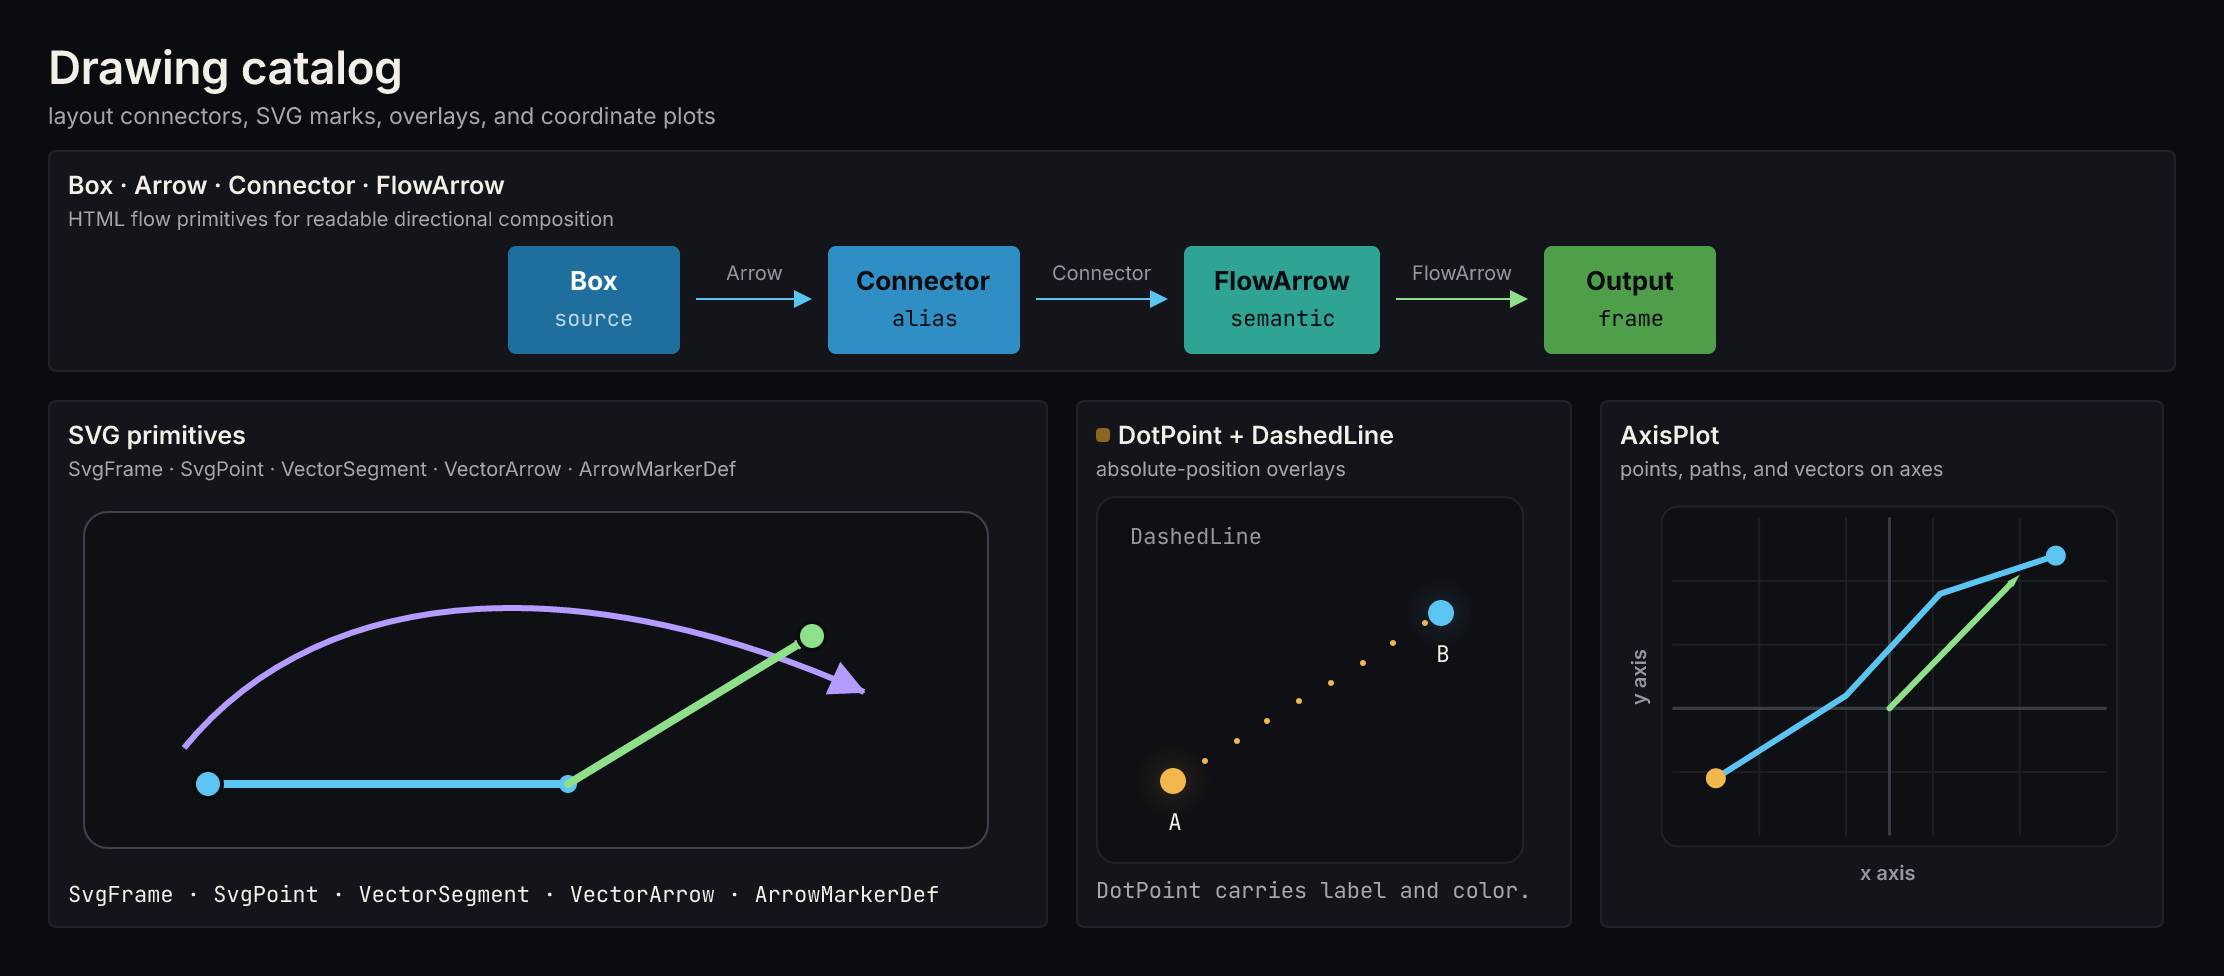 Drawing catalog
layout connectors, SVG marks, overlays, and coordinate plots
Box · Arrow · Connector · FlowArrow
HTML flow primitives for readable directional composition
Box
source
Arrow
Connector
alias
Connector
FlowArrow
semantic
FlowArrow
Output
frame
SVG primitives
SvgFrame · SvgPoint · VectorSegment · VectorArrow · ArrowMarkerDef
SvgFrame · SvgPoint · VectorSegment · VectorArrow · ArrowMarkerDef
DotPoint + DashedLine
absolute-position overlays
DashedLine
B
A
DotPoint carries label and color.
AxisPlot
points, paths, and vectors on axes
y axis
x axis